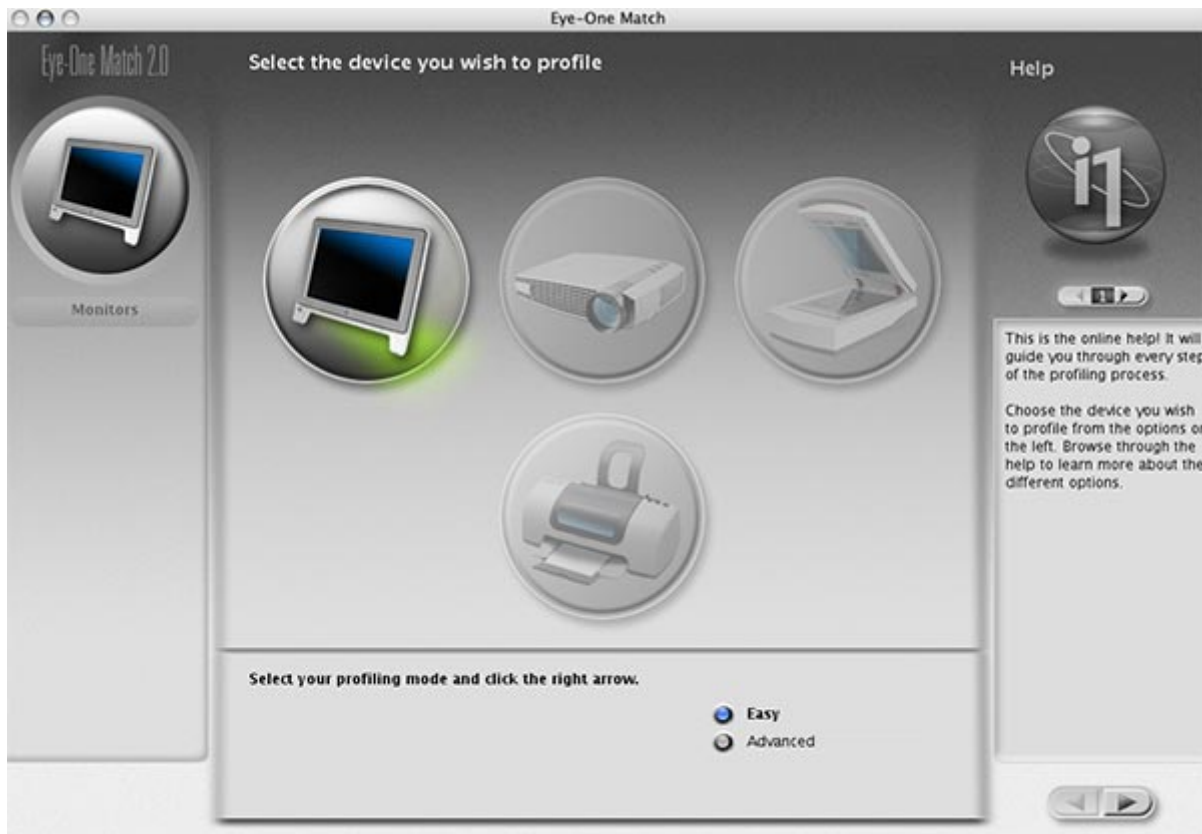 Eye-One Match
Eye-One Match 2.0
Select the device you wish to profile
Help
i1
Monitors
1
This is the online help! It will
guide you through every step
of the profiling process.
Choose the device you wish
to profile from the options on
the left. Browse through the
help to learn more about the
different options.
Select your profiling mode and click the right arrow.
Easy
Advanced